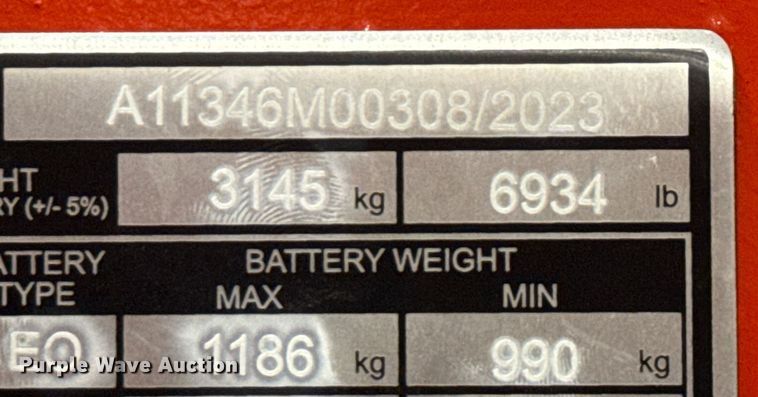 A11346M00308/2023
HT
RY (+/- 5%) 3145 kg 6934 lb
ATTERY BATTERY WEIGHT
TYPE MAX MIN
EO 1186 kg 990 kg
Purple Wave Auction